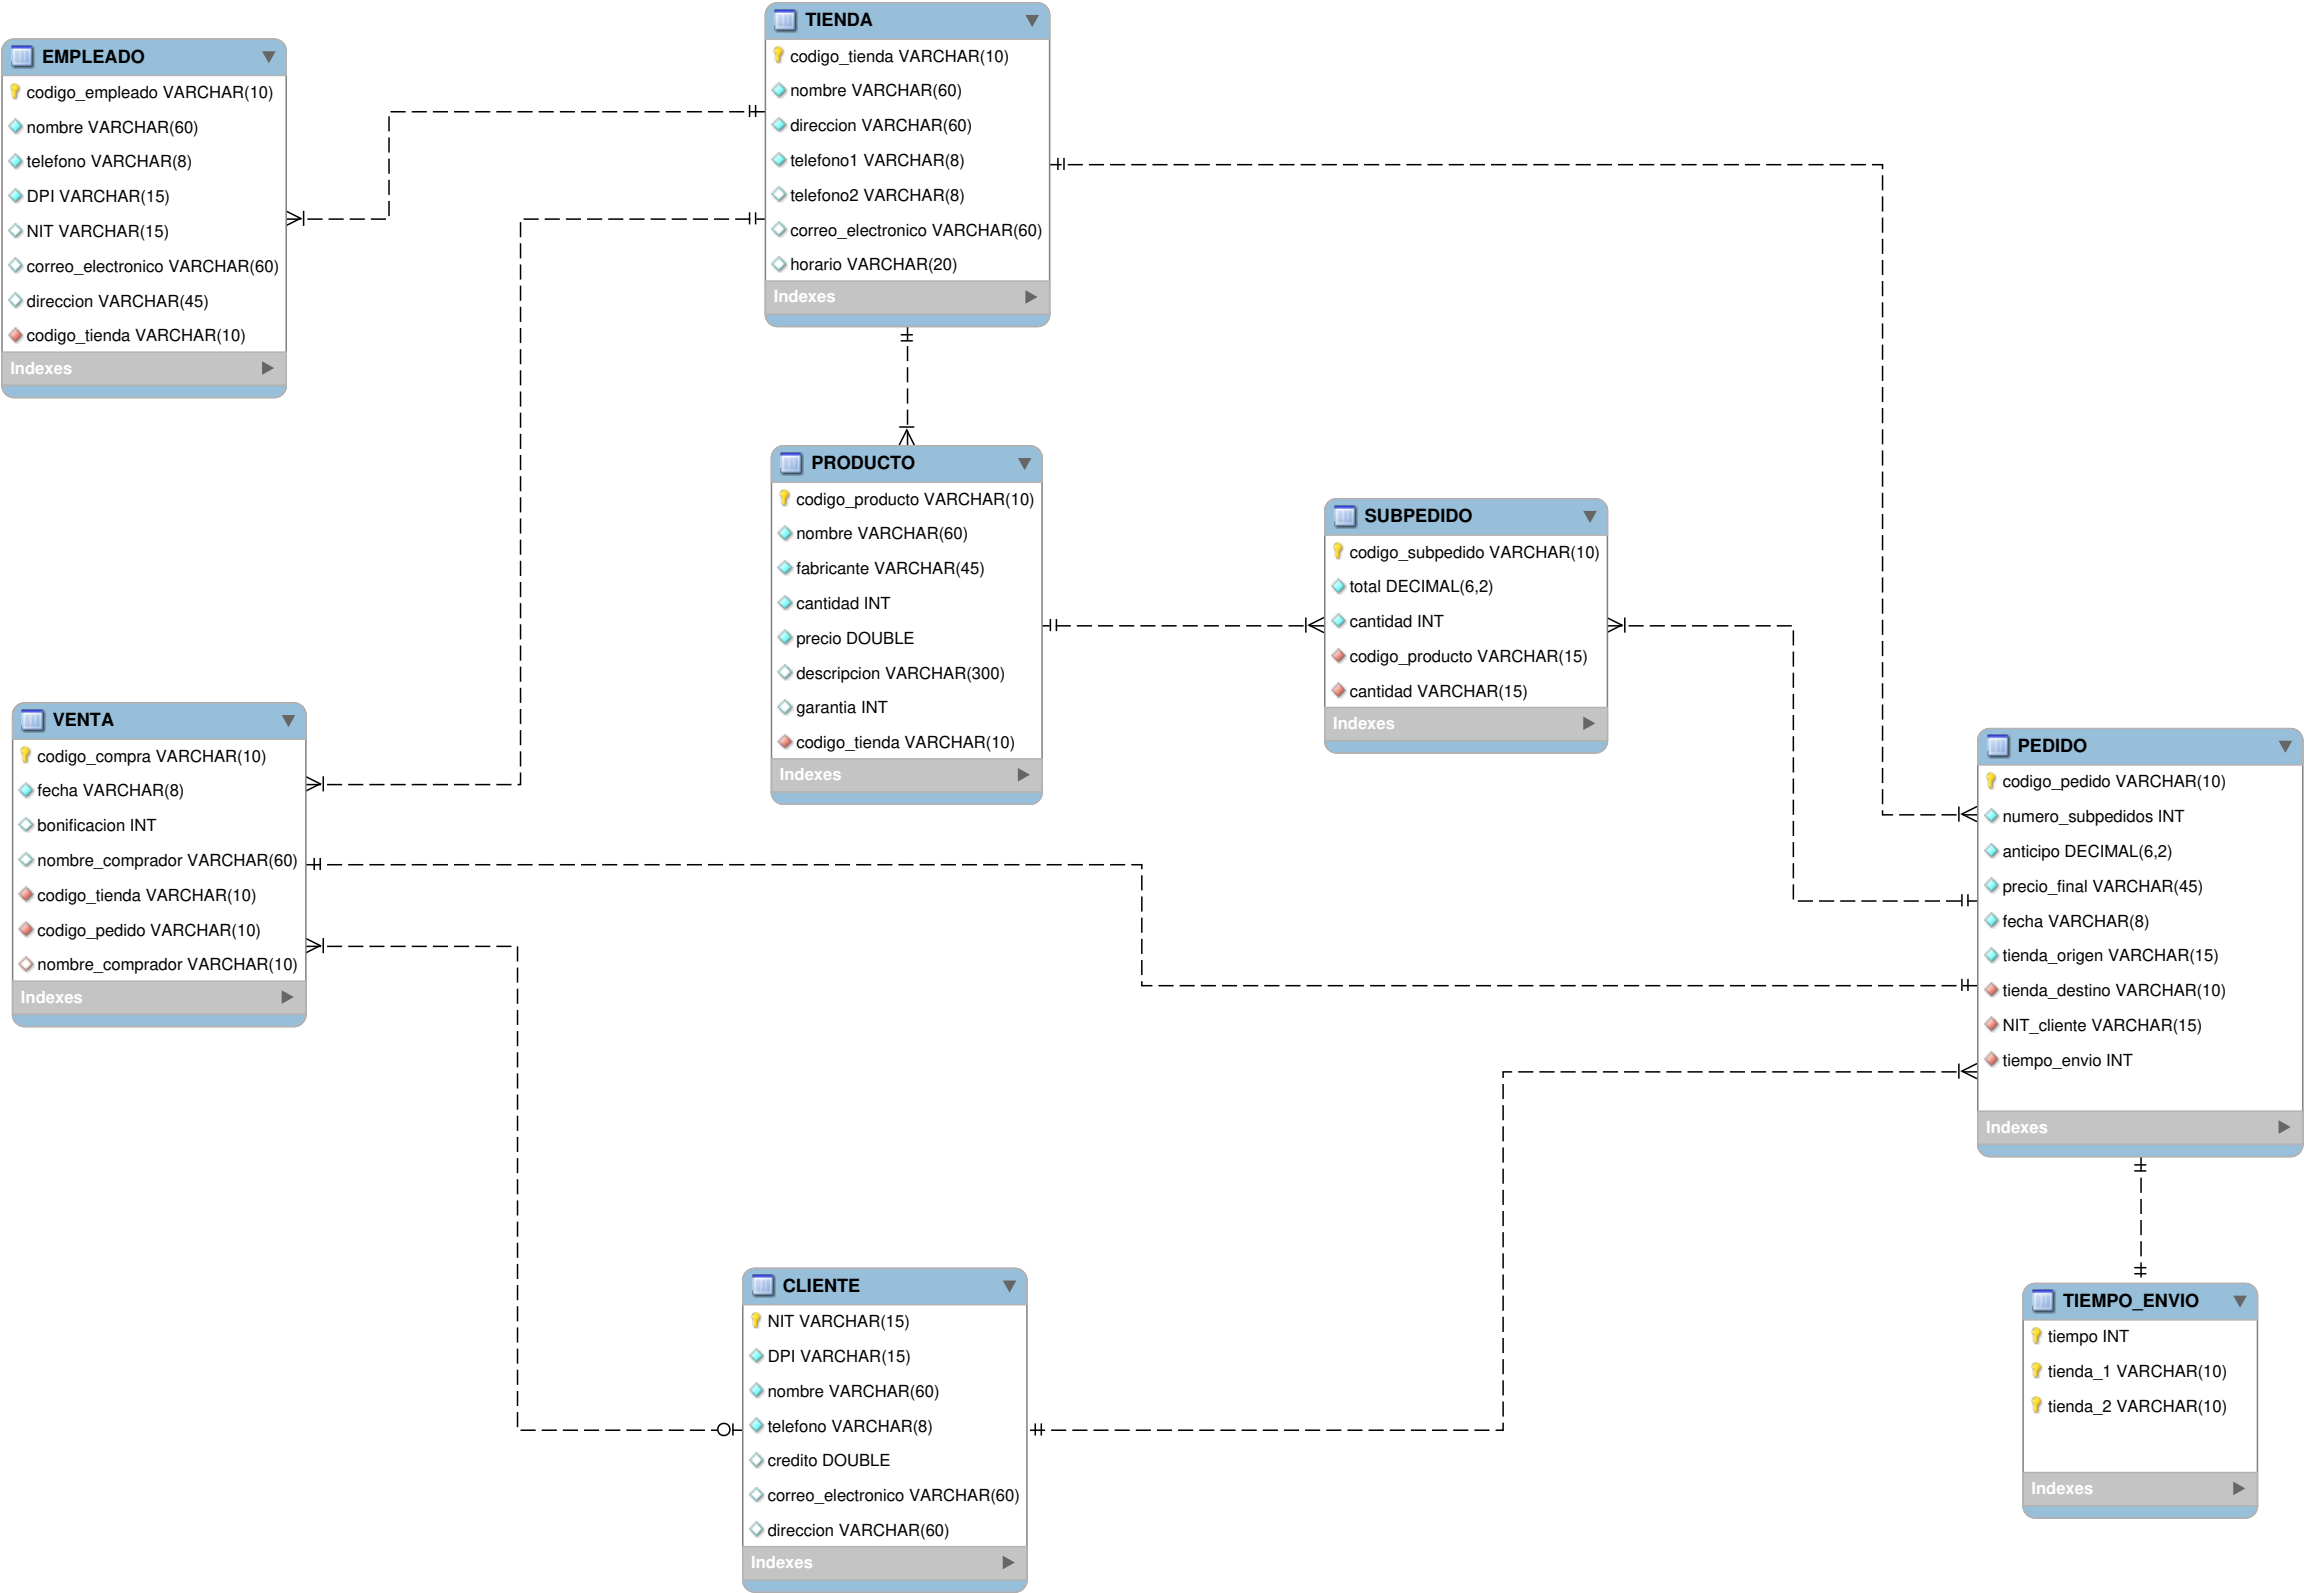 TIENDA
codigo_tienda VARCHAR(10)
nombre VARCHAR(60)
direccion VARCHAR(60)
telefono1 VARCHAR(8)
telefono2 VARCHAR(8)
correo_electronico VARCHAR(60)
horario VARCHAR(20)
Indexes
EMPLEADO
codigo_empleado VARCHAR(10)
nombre VARCHAR(60)
telefono VARCHAR(8)
DPI VARCHAR(15)
NIT VARCHAR(15)
correo_electronico VARCHAR(60)
direccion VARCHAR(45)
codigo_tienda VARCHAR(10)
Indexes
PRODUCTO
codigo_producto VARCHAR(10)
nombre VARCHAR(60)
fabricante VARCHAR(45)
cantidad INT
precio DOUBLE
descripcion VARCHAR(300)
garantia INT
codigo_tienda VARCHAR(10)
Indexes
SUBPEDIDO
codigo_subpedido VARCHAR(10)
total DECIMAL(6,2)
cantidad INT
codigo_producto VARCHAR(15)
cantidad VARCHAR(15)
Indexes
VENTA
codigo_compra VARCHAR(10)
fecha VARCHAR(8)
bonificacion INT
nombre_comprador VARCHAR(60)
codigo_tienda VARCHAR(10)
codigo_pedido VARCHAR(10)
nombre_comprador VARCHAR(10)
Indexes
PEDIDO
codigo_pedido VARCHAR(10)
numero_subpedidos INT
anticipo DECIMAL(6,2)
precio_final VARCHAR(45)
fecha VARCHAR(8)
tienda_origen VARCHAR(15)
tienda_destino VARCHAR(10)
NIT_cliente VARCHAR(15)
tiempo_envio INT
Indexes
CLIENTE
NIT VARCHAR(15)
DPI VARCHAR(15)
nombre VARCHAR(60)
telefono VARCHAR(8)
credito DOUBLE
correo_electronico VARCHAR(60)
direccion VARCHAR(60)
Indexes
TIEMPO_ENVIO
tiempo INT
tienda_1 VARCHAR(10)
tienda_2 VARCHAR(10)
Indexes